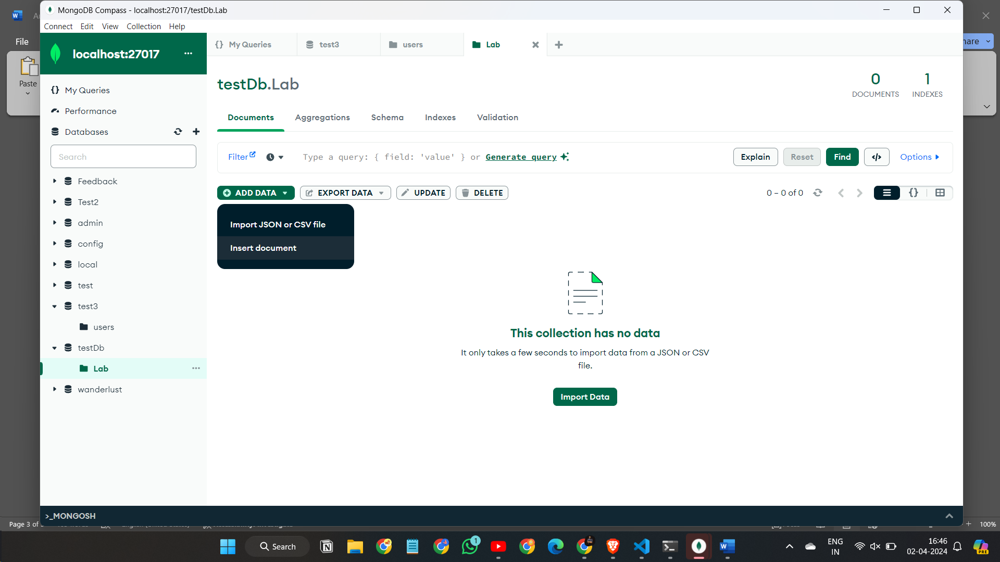 MongoDB Compass - localhost:27017/testDb.Lab
Connect Edit View Collection Help
File
Paste
localhost:27017
My Queries
Performance
Databases
Search
Feedback
Test2
admin
config
local
test
test3
users
testDb
Lab
wanderlust
{} My Queries
test3
users
Lab
testDb.Lab
0
DOCUMENTS
1
INDEXES
Documents Aggregations Schema Indexes Validation
Filter
Type a query: { field: 'value' } or Generate query
Explain Reset Find </> Options
ADD DATA EXPORT DATA UPDATE DELETE
0 – 0 of 0
{}
Import JSON or CSV file
Insert document
This collection has no data
It only takes a few seconds to import data from a JSON or CSV
file.
Import Data
>_MONGOSH
Page 3 of
100%
Search
1
ENG
IN
16:46
02-04-2024
PRE